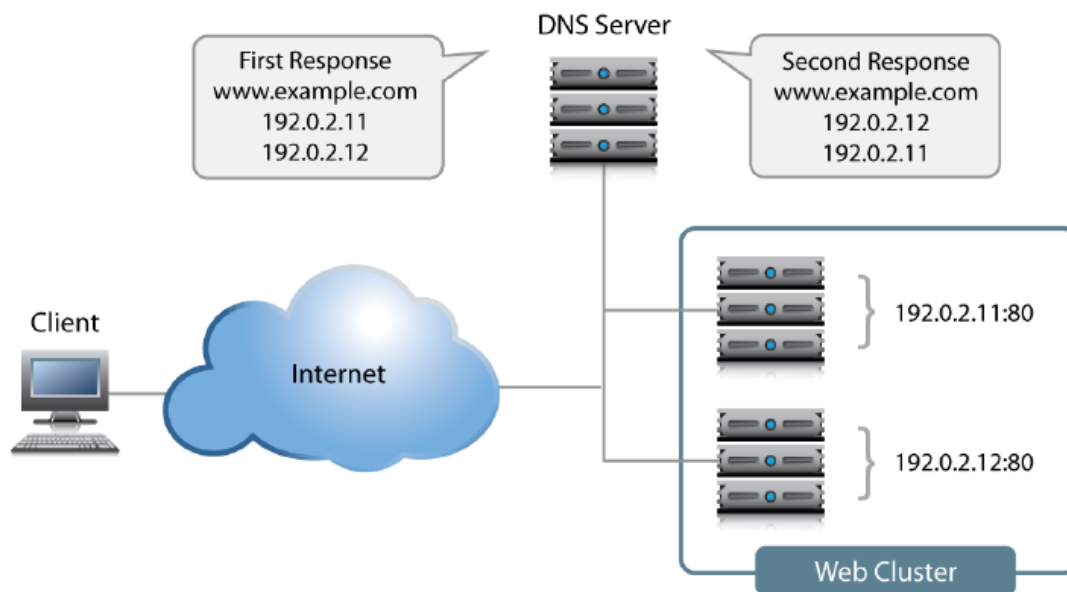 DNS Server
First Response
www.example.com
192.0.2.11
192.0.2.12
Second Response
www.example.com
192.0.2.12
192.0.2.11
Client
Internet
192.0.2.11:80
192.0.2.12:80
Web Cluster